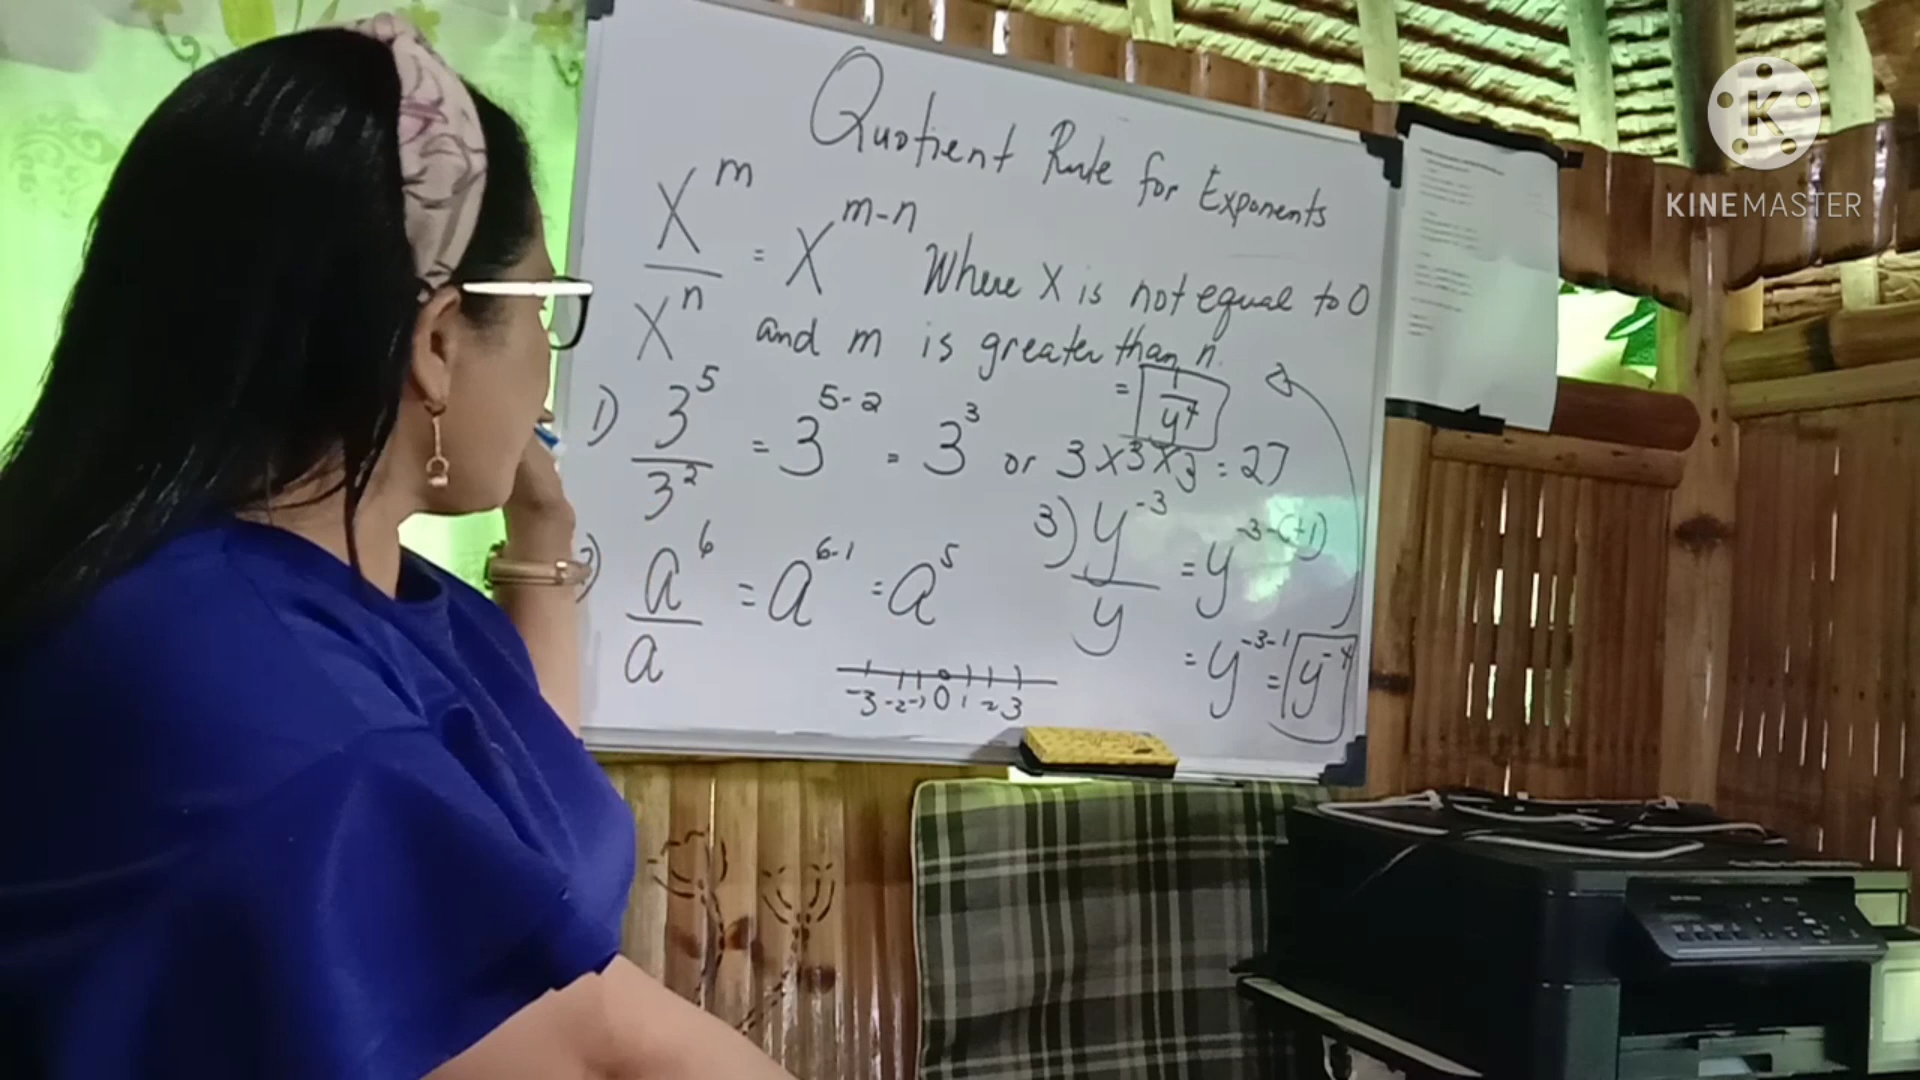 Quotient Rule for Exponents
x^m / x^n = x^(m-n) Where x is not equal to 0
and m is greater than n.
1) 3^5 / 3^2 = 3^(5-2) = 3^3 or 3 x 3 x 3 = 27
2) a^6 / a = a^(6-1) = a^5
3) y^-3 / y = y^(-3-(+1))
= y^(-3-1) = y^-4
= 1 / y^4
-3 -2 -1 0 1 2 3
KINEMASTER